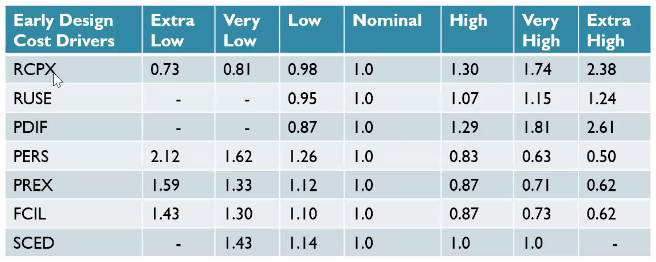 Early Design Cost Drivers Extra Low Very Low Low Nominal High Very High Extra High
RCPX 0.73 0.81 0.98 1.0 1.30 1.74 2.38
RUSE - - 0.95 1.0 1.07 1.15 1.24
PDIF - - 0.87 1.0 1.29 1.81 2.61
PERS 2.12 1.62 1.26 1.0 0.83 0.63 0.50
PREX 1.59 1.33 1.12 1.0 0.87 0.71 0.62
FCIL 1.43 1.30 1.10 1.0 0.87 0.73 0.62
SCED - 1.43 1.14 1.0 1.0 1.0 -